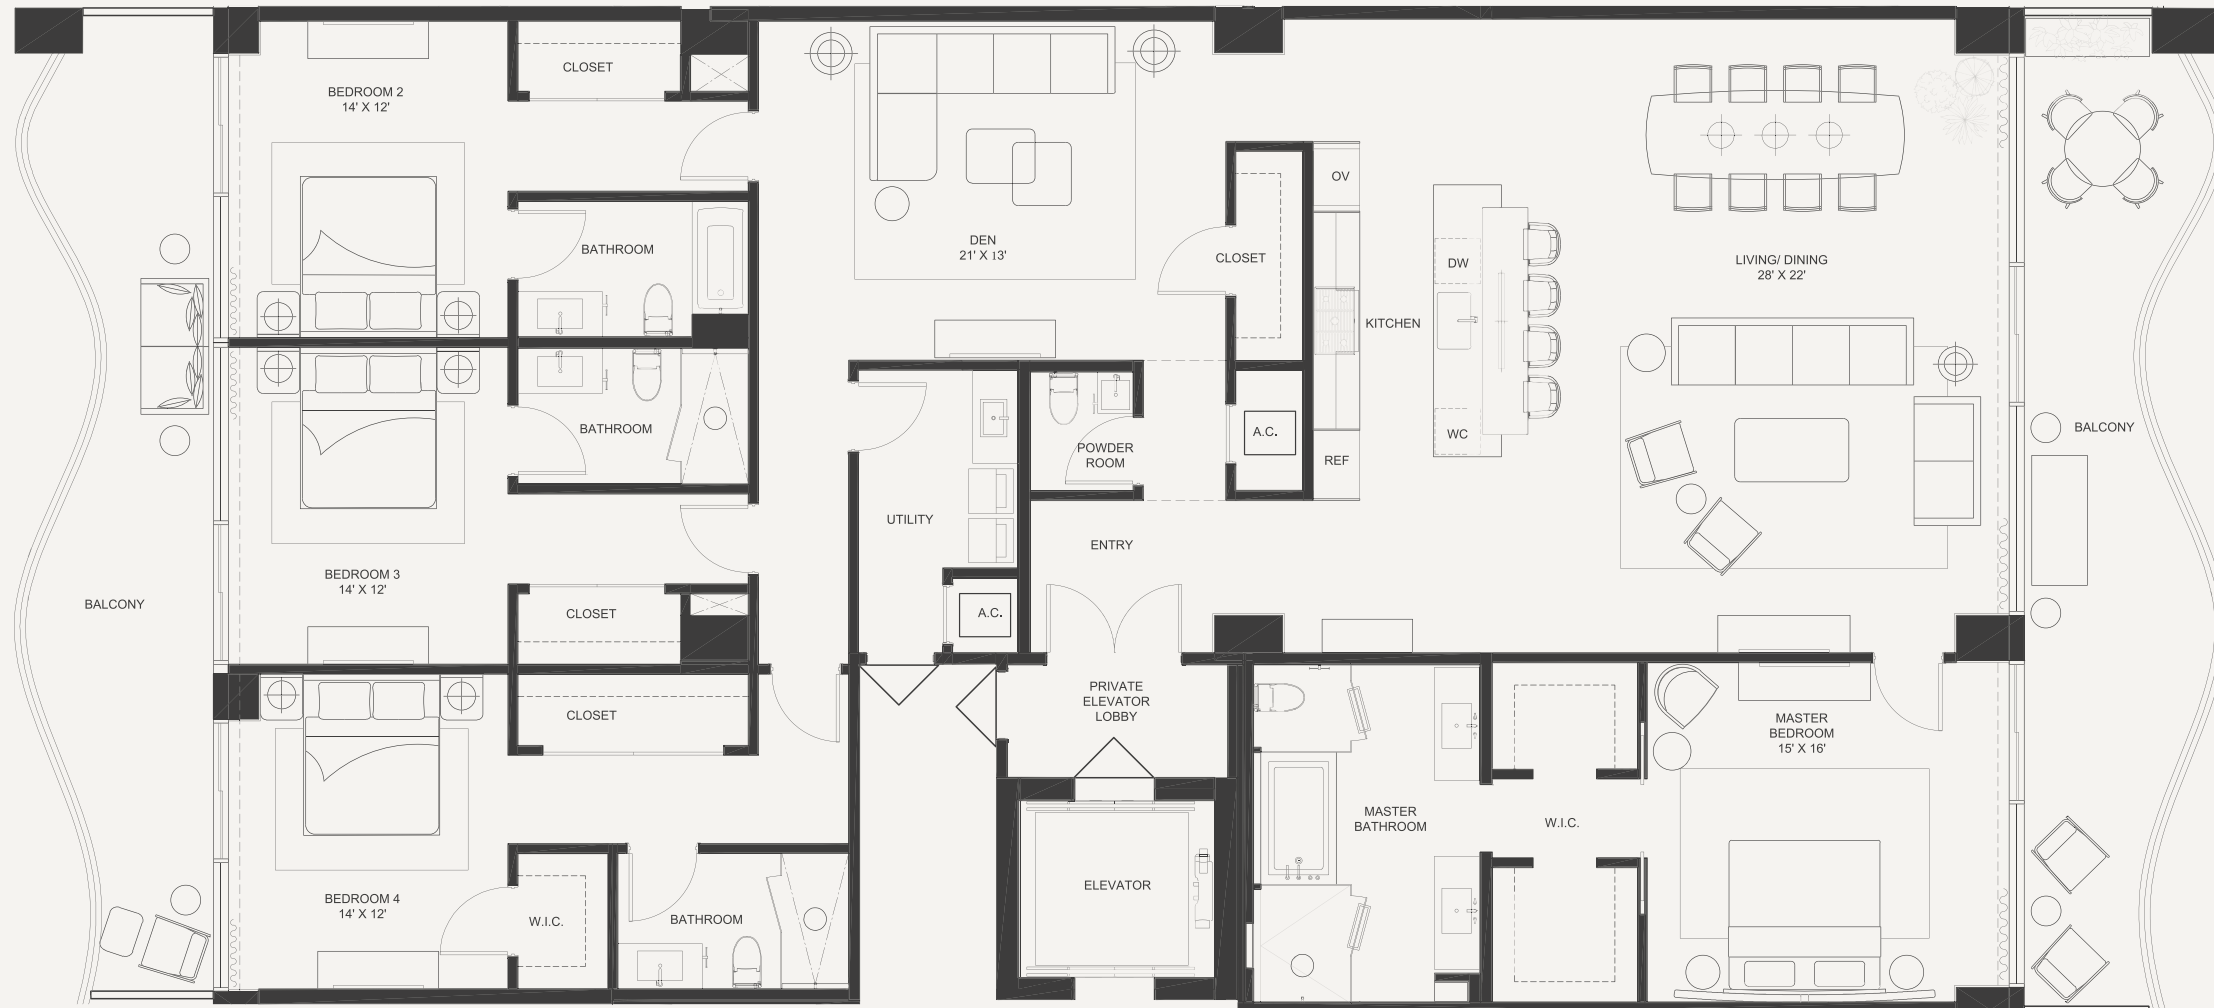 BEDROOM 2
14' X 12'
CLOSET
BATHROOM
DEN
21' X 13'
CLOSET
OV
DW
KITCHEN
WC
REF
LIVING/ DINING
28' X 22'
BALCONY
BATHROOM
POWDER
ROOM
A.C.
UTILITY
ENTRY
BEDROOM 3
14' X 12'
CLOSET
BALCONY
A.C.
CLOSET
PRIVATE
ELEVATOR
LOBBY
MASTER
BEDROOM
15' X 16'
MASTER
BATHROOM
W.I.C.
ELEVATOR
BEDROOM 4
14' X 12'
W.I.C.
BATHROOM